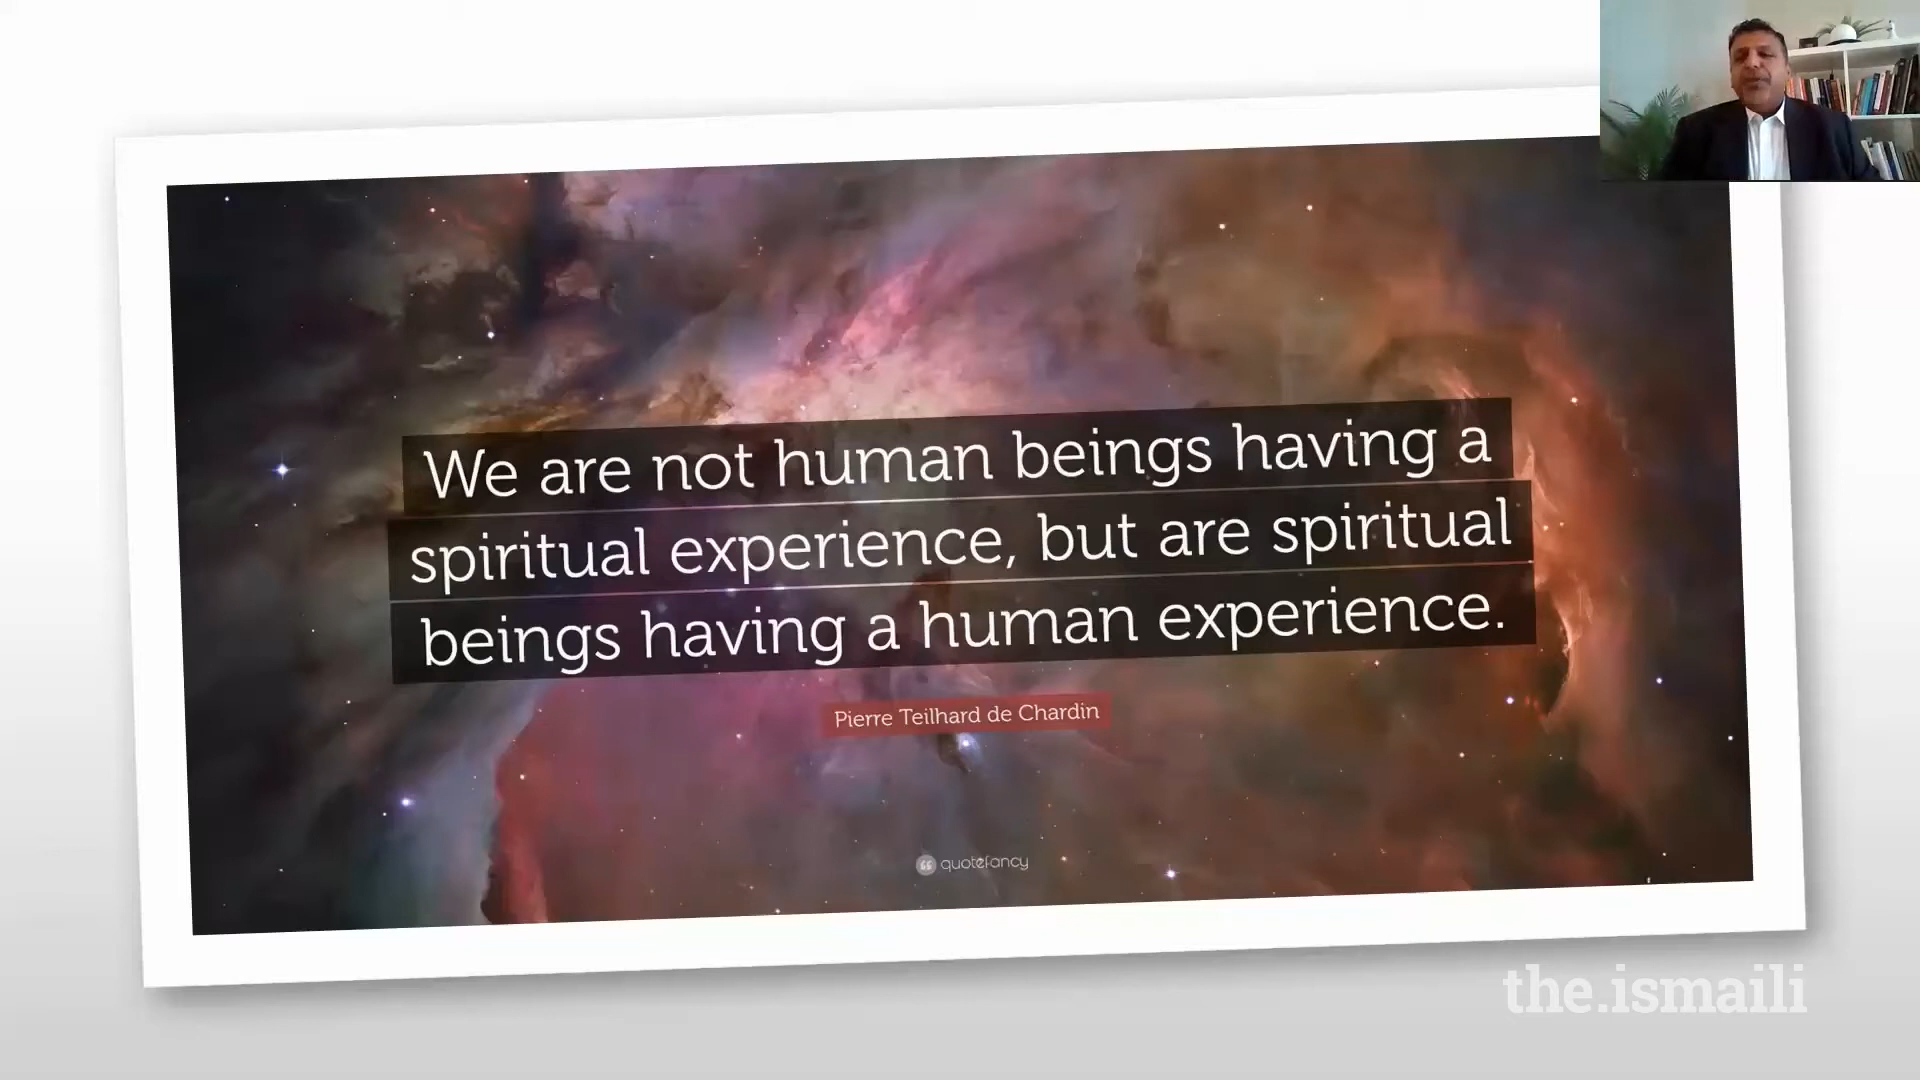 We are not human beings having a
spiritual experience, but are spiritual
beings having a human experience.
Pierre Teilhard de Chardin
quotefancy
the.ismaili